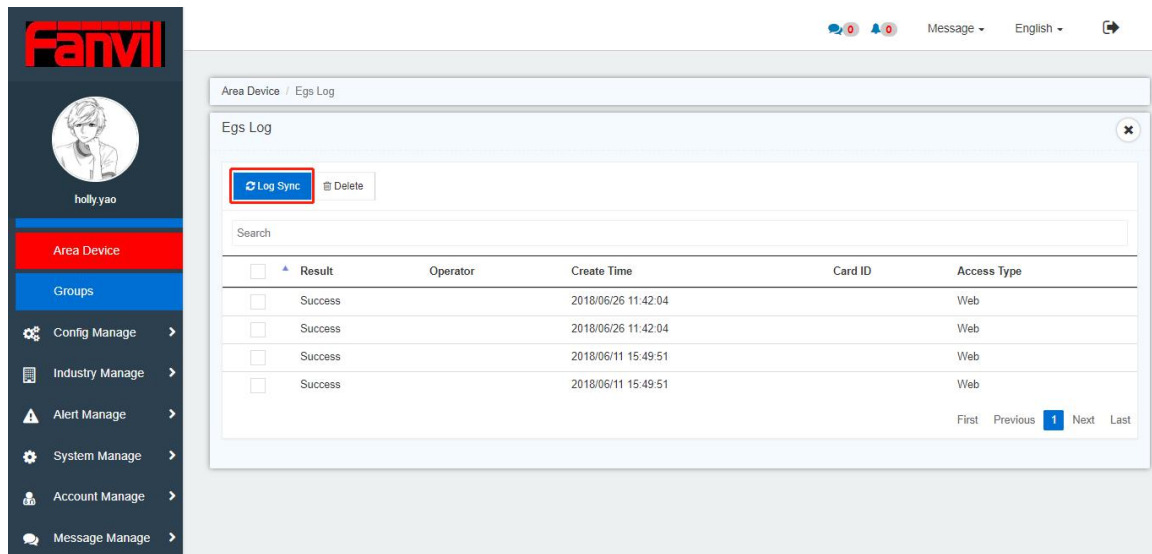 Fanvil
0 0 Message English
holly.yao
Area Device
Groups
Config Manage
Industry Manage
Alert Manage
System Manage
Account Manage
Message Manage
Area Device / Egs Log
Egs Log
Log Sync Delete
Search
Result Operator Create Time Card ID Access Type
Success 2018/06/26 11:42:04 Web
Success 2018/06/26 11:42:04 Web
Success 2018/06/11 15:49:51 Web
Success 2018/06/11 15:49:51 Web
First Previous 1 Next Last